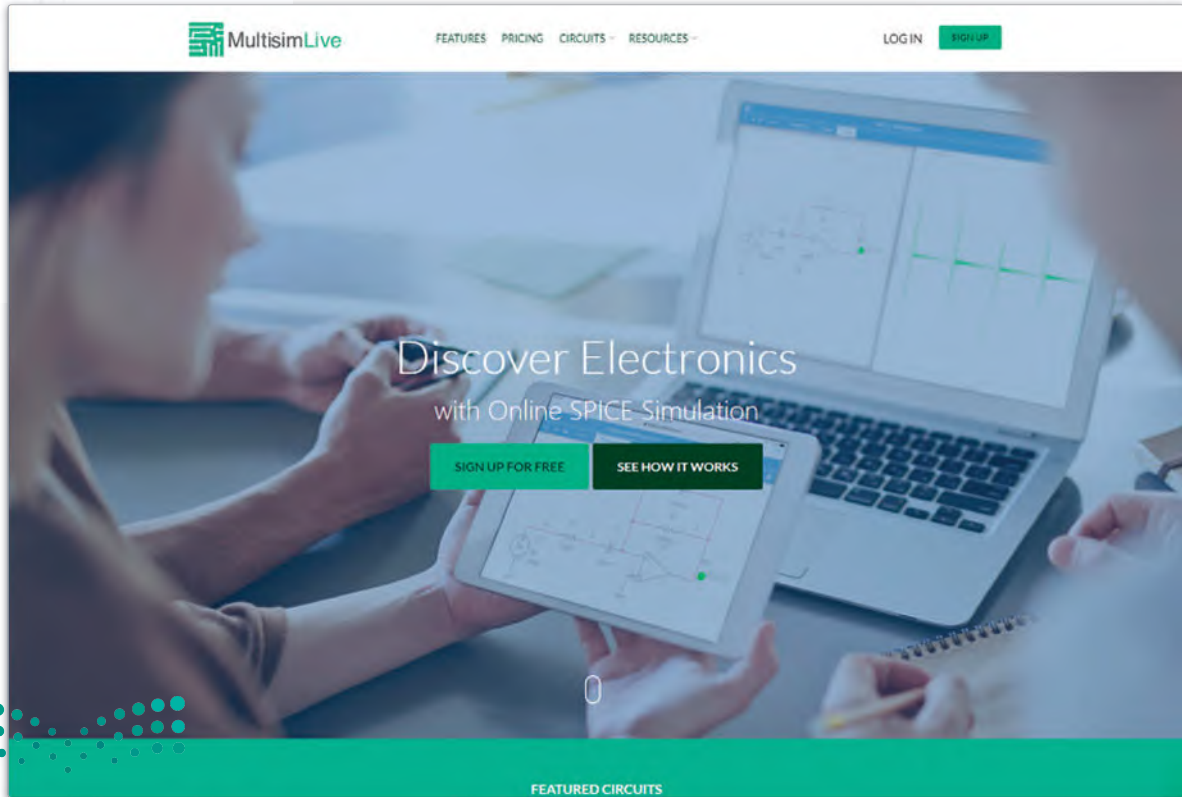 MultisimLive
FEATURES PRICING CIRCUITS RESOURCES
LOG IN SIGN UP
Discover Electronics
with Online SPICE Simulation
SIGN UP FOR FREE SEE HOW IT WORKS
FEATURED CIRCUITS